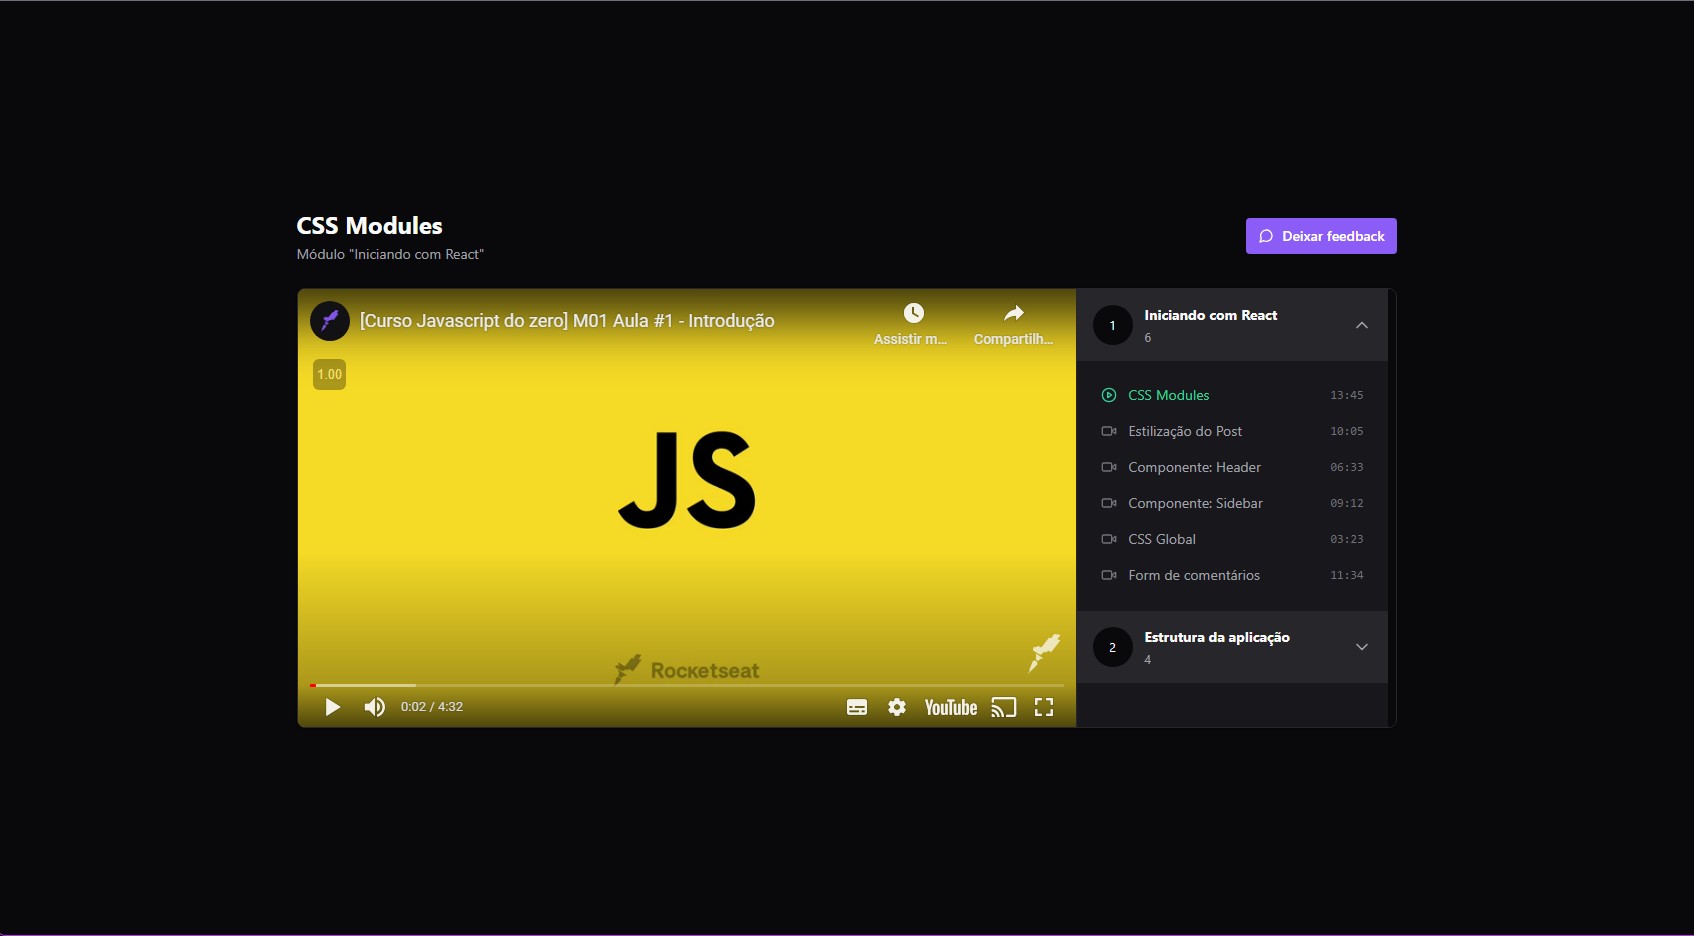 CSS Modules
Módulo "Iniciando com React"
Deixar feedback
[Curso Javascript do zero] M01 Aula #1 - Introdução
Assistir m...
Compartilh...
1.00
JS
Rocketseat
0:02 / 4:32
YouTube
1
Iniciando com React
6
CSS Modules 13:45
Estilização do Post 10:05
Componente: Header 06:33
Componente: Sidebar 09:12
CSS Global 03:23
Form de comentários 11:34
2
Estrutura da aplicação
4